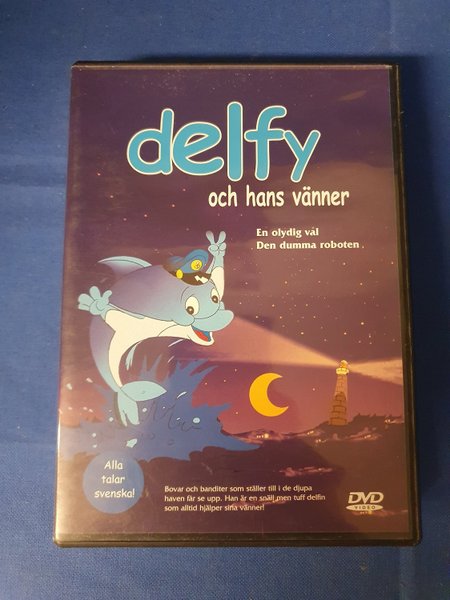 delfy
och hans vänner
En olydig val
Den dumma roboten
Alla
talar
svenska!
Bovar och banditer som ställer till i de djupa
haven får se upp. Han är en snäll men tuff delfin
som alltid hjälper sina vänner!
DVD
VIDEO